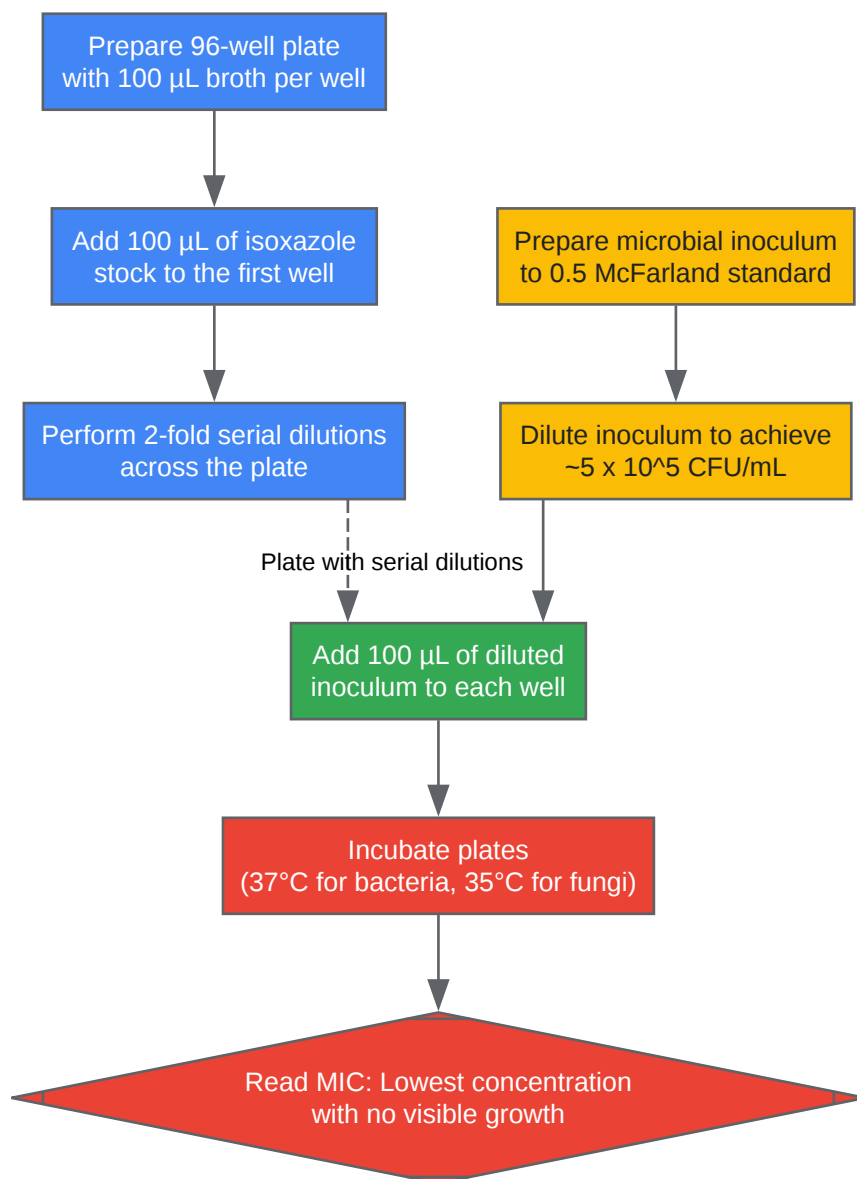 Prepare 96-well plate
with 100 µL broth per well
Add 100 µL of isoxazole
stock to the first well
Prepare microbial inoculum
to 0.5 McFarland standard
Perform 2-fold serial dilutions
across the plate
Dilute inoculum to achieve
~5 x 10^5 CFU/mL
Plate with serial dilutions
Add 100 µL of diluted
inoculum to each well
Incubate plates
(37°C for bacteria, 35°C for fungi)
Read MIC: Lowest concentration
with no visible growth